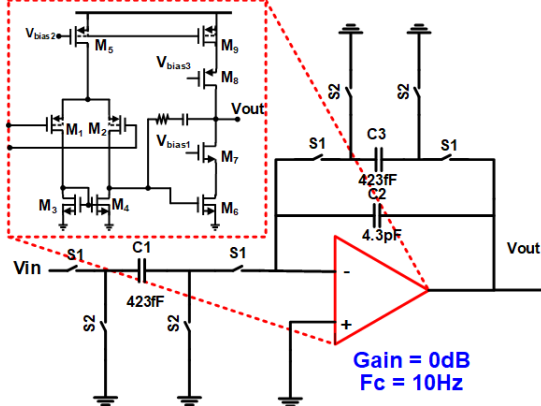 Vbias2
M5
M9
Vbias3
M8
Vout
M1
M2
Vbias1
M7
M3
M4
M6
S2
S2
S1
C3
S1
423fF
C2
4.3pF
Vin
S1
C1
S1
423fF
S2
S2
-
+
Vout
Gain = 0dB
Fc = 10Hz